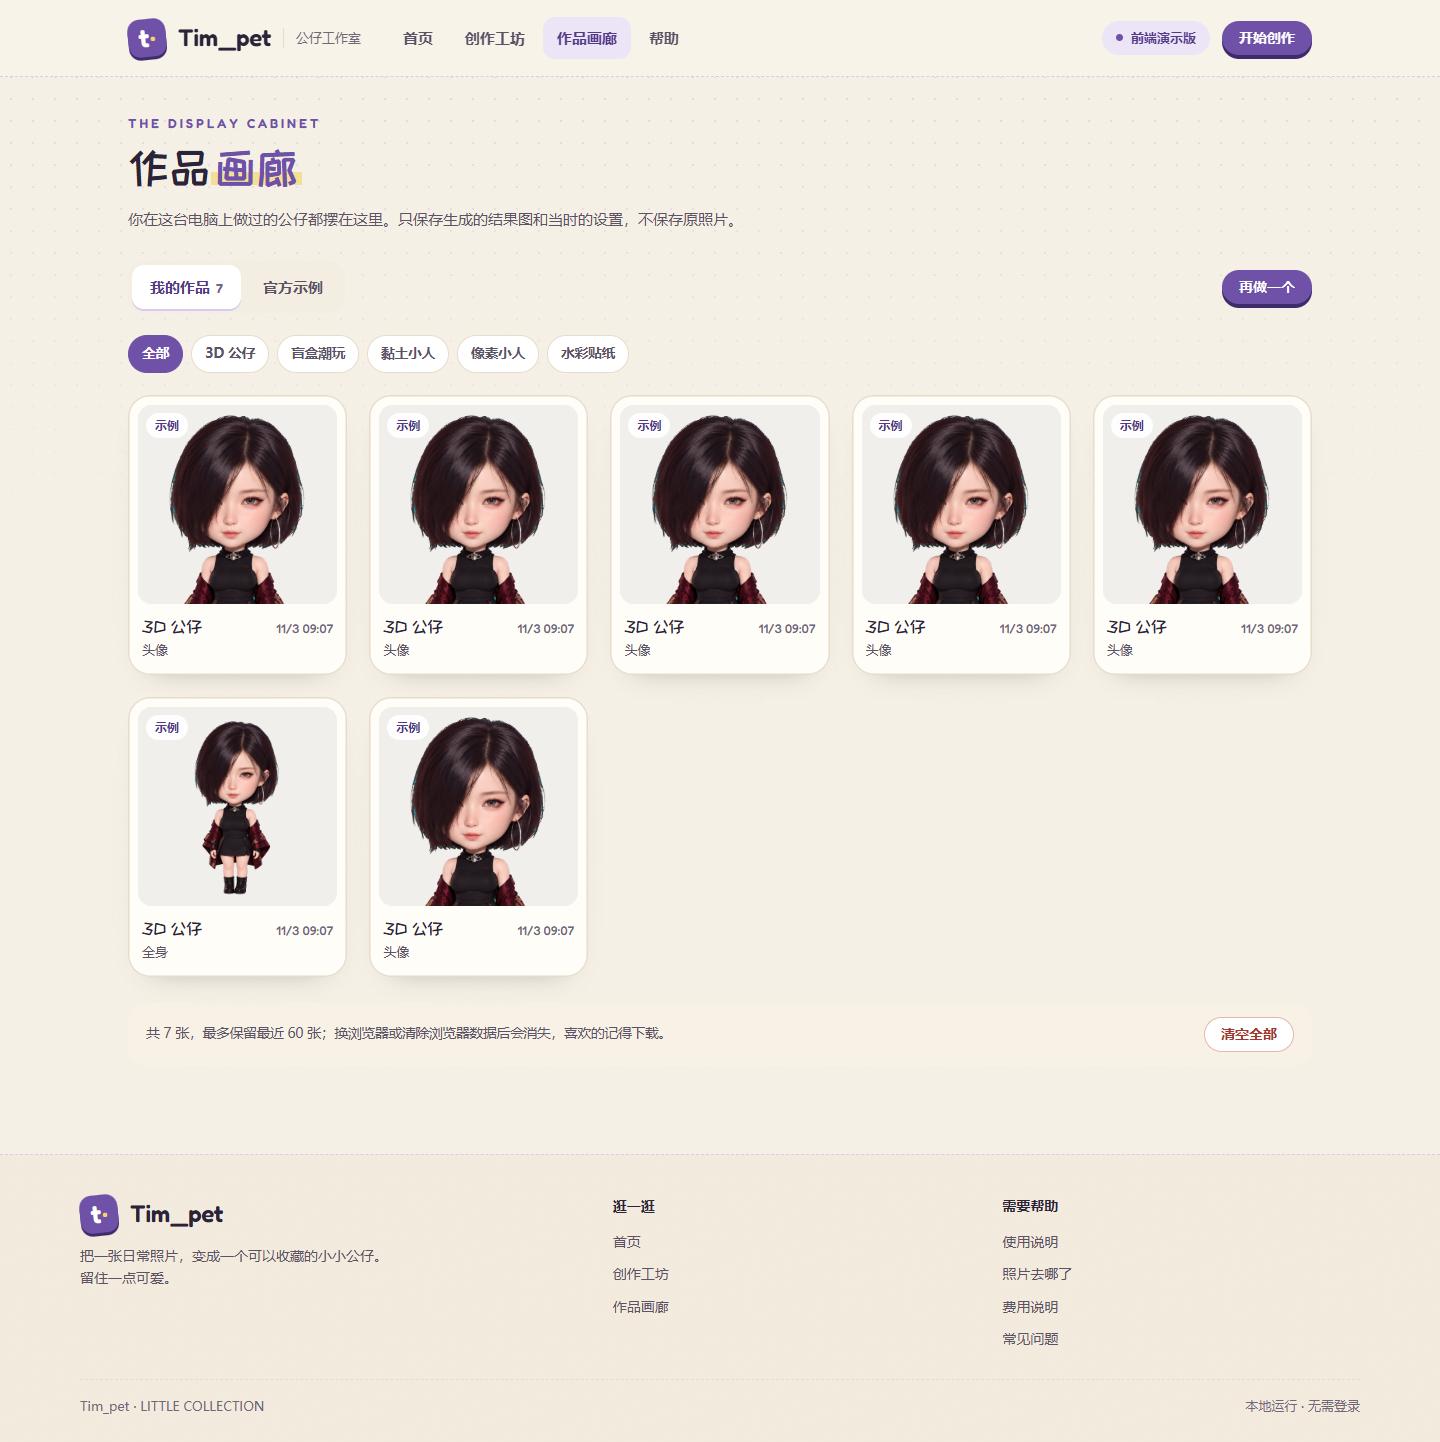 t
Tim_pet
公仔工作室
首页
创作工坊
作品画廊
帮助
前端演示版
开始创作
THE DISPLAY CABINET
作品画廊
你在这台电脑上做过的公仔都摆在这里。只保存生成的结果图和当时的设置，不保存原照片。
我的作品 7
官方示例
再做一个
全部
3D 公仔
盲盒潮玩
黏土小人
像素小人
水彩贴纸
示例
示例
示例
示例
示例
3D 公仔 11/3 09:07
头像
3D 公仔 11/3 09:07
头像
3D 公仔 11/3 09:07
头像
3D 公仔 11/3 09:07
头像
3D 公仔 11/3 09:07
头像
示例
示例
3D 公仔 11/3 09:07
全身
3D 公仔 11/3 09:07
头像
共 7 张，最多保留最近 60 张；换浏览器或清除浏览器数据后会消失，喜欢的记得下载。
清空全部
t
Tim_pet
把一张日常照片，变成一个可以收藏的小小公仔。
留住一点可爱。
逛一逛
首页
创作工坊
作品画廊
需要帮助
使用说明
照片去哪了
费用说明
常见问题
Tim_pet · LITTLE COLLECTION
本地运行 · 无需登录